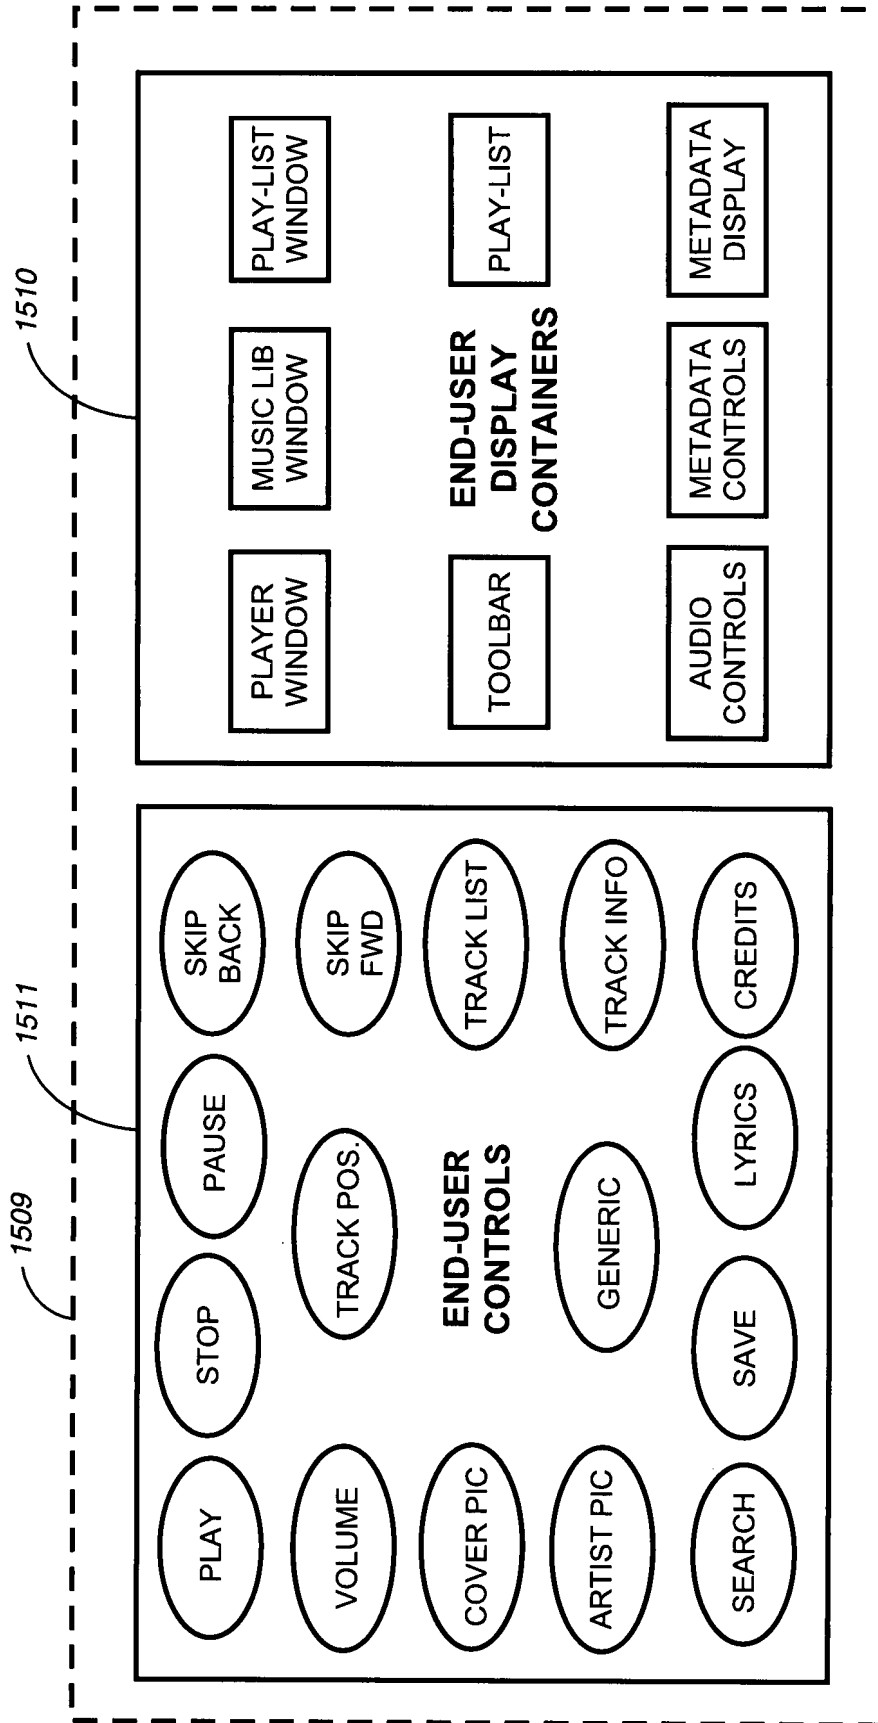 1509
1511
1510
PLAY
STOP
PAUSE
SKIP
BACK
VOLUME
TRACK POS.
SKIP
FWD
COVER PIC
END-USER
CONTROLS
TRACK LIST
ARTIST PIC
GENERIC
TRACK INFO
SEARCH
SAVE
LYRICS
CREDITS
PLAYER
WINDOW
MUSIC LIB
WINDOW
PLAY-LIST
WINDOW
TOOLBAR
END-USER
DISPLAY
CONTAINERS
PLAY-LIST
AUDIO
CONTROLS
METADATA
CONTROLS
METADATA
DISPLAY